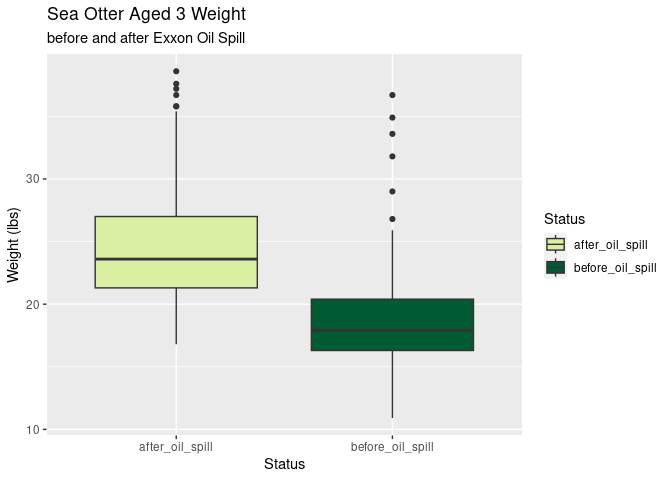 Sea Otter Aged 3 Weight
before and after Exxon Oil Spill
30
20
10
Weight (lbs)
after_oil_spill
before_oil_spill
Status
Status
after_oil_spill
before_oil_spill